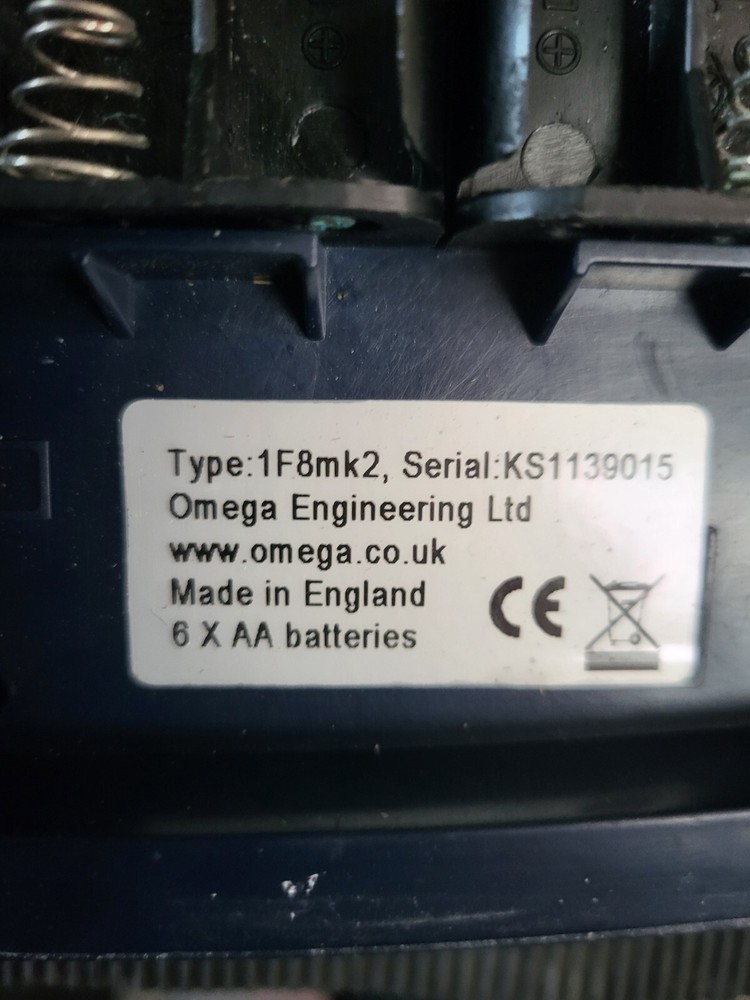 Type:1F8mk2, Serial:KS1139015
Omega Engineering Ltd
www.omega.co.uk
Made in England
6 X AA batteries
CE